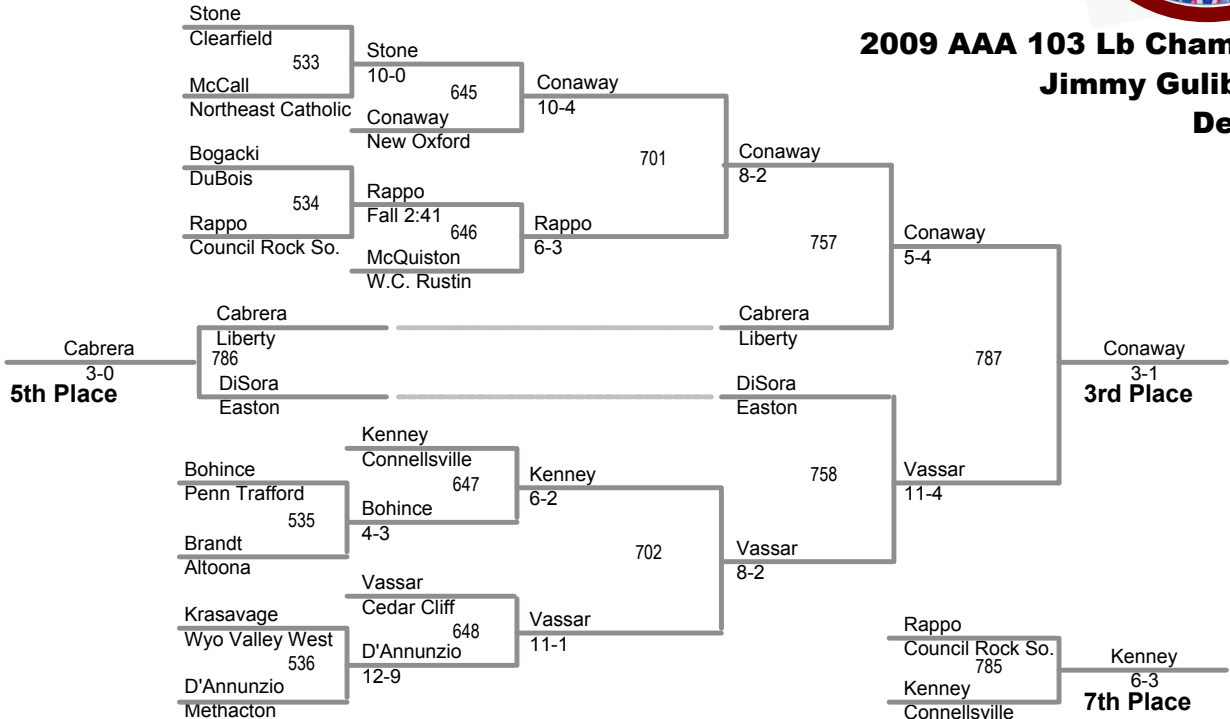 2009 AAA 103 Lb Cham
Jimmy Gulib
De
Stone
Clearfield
533
McCall
Northeast Catholic
Stone
10-0
645
Conaway
New Oxford
Bogacki
DuBois
534
Rappo
Council Rock So.
Rappo
Fall 2:41
646
McQuiston
W.C. Rustin
Conaway
10-4
701
Rappo
6-3
Conaway
8-2
757
Cabrera
Liberty
Conaway
5-4
Cabrera
3-0
5th Place
Cabrera
Liberty
786
DiSora
Easton
DiSora
Easton
787
Conaway
3-1
3rd Place
Kenney
Connellsville
647
Bohince
Penn Trafford
535
Brandt
Altoona
Bohince
4-3
Kenney
6-2
702
758
Vassar
11-4
Vassar
8-2
Vassar
Cedar Cliff
648
Krasavage
Wyo Valley West
536
D'Annunzio
Methacton
D'Annunzio
12-9
Vassar
11-1
Rappo
Council Rock So.
785
Kenney
Connellsville
Kenney
6-3
7th Place